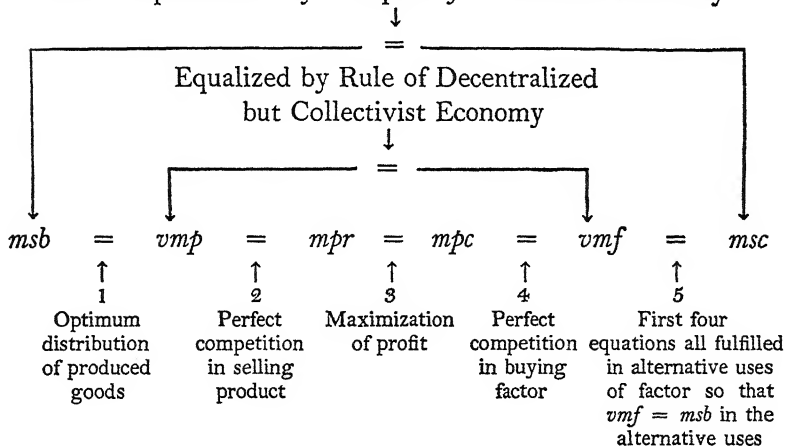 =
Equalized by Rule of Decentralized
but Collectivist Economy
=
msb = vmp = mpr = mpc = vmf = msc
1 2 3 4 5
Optimum Perfect Maximization Perfect First four
distribution competition of profit competition equations all fulfilled
of produced in selling in buying in alternative uses
goods product factor of factor so that
vmf = msb in the
alternative uses